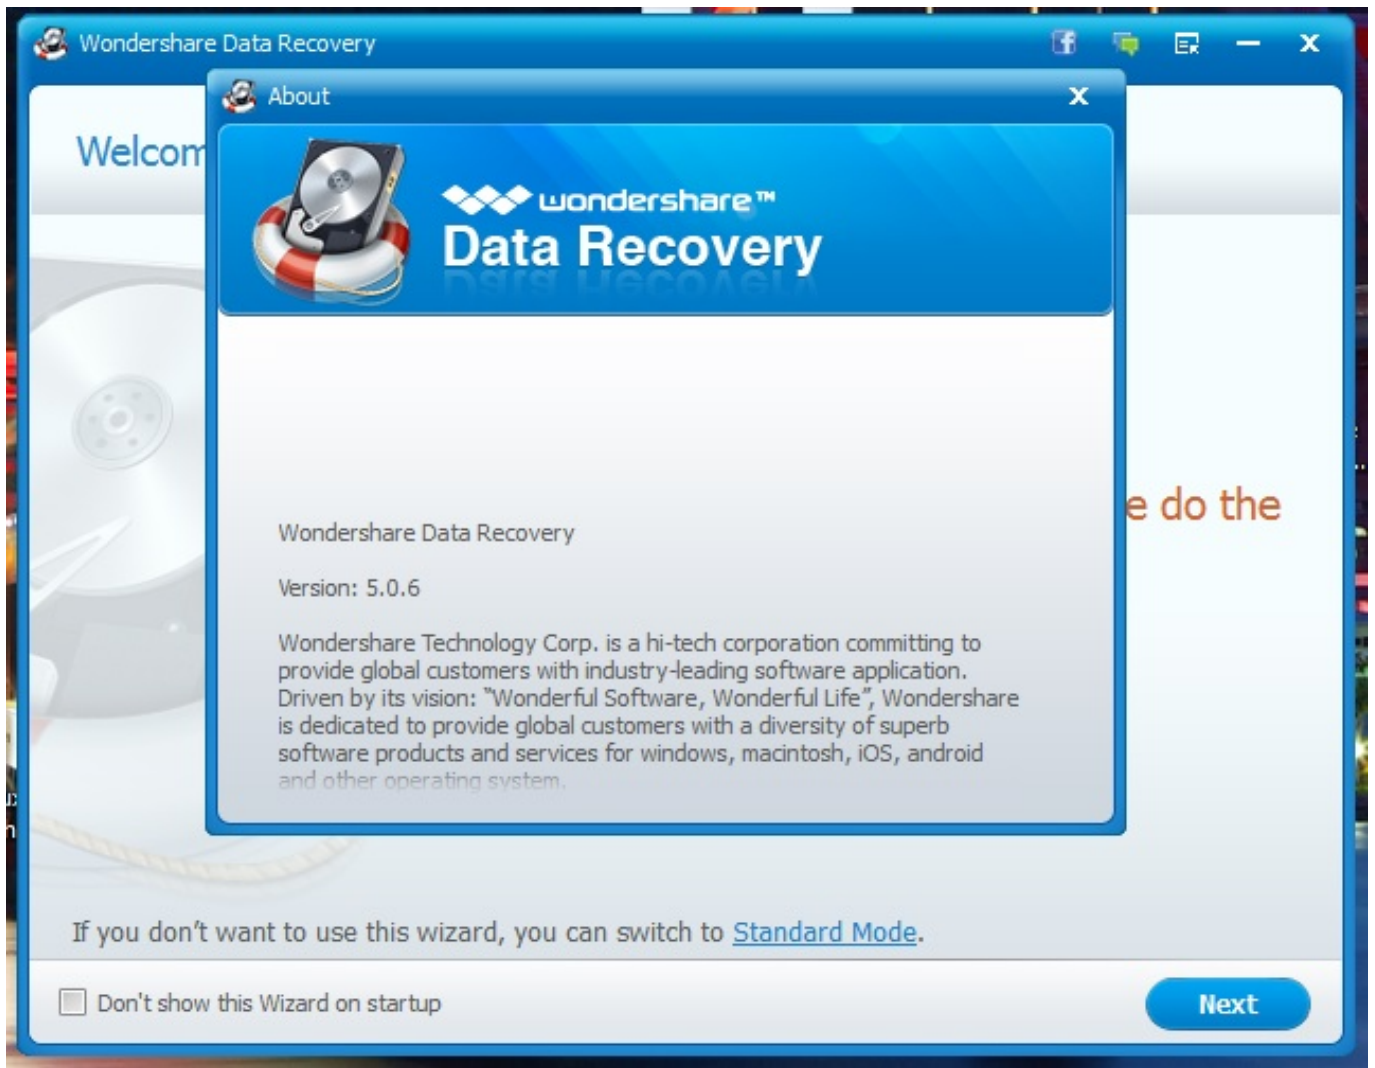 Wondershare Data Recovery
About
Welcom
wondershare™
Data Recovery
e do the
Wondershare Data Recovery
Version: 5.0.6
Wondershare Technology Corp. is a hi-tech corporation committing to
provide global customers with industry-leading software application.
Driven by its vision: “Wonderful Software, Wonderful Life”, Wondershare
is dedicated to provide global customers with a diversity of superb
software products and services for windows, macintosh, iOS, android
and other operating system.
If you don't want to use this wizard, you can switch to Standard Mode.
Don't show this Wizard on startup
Next